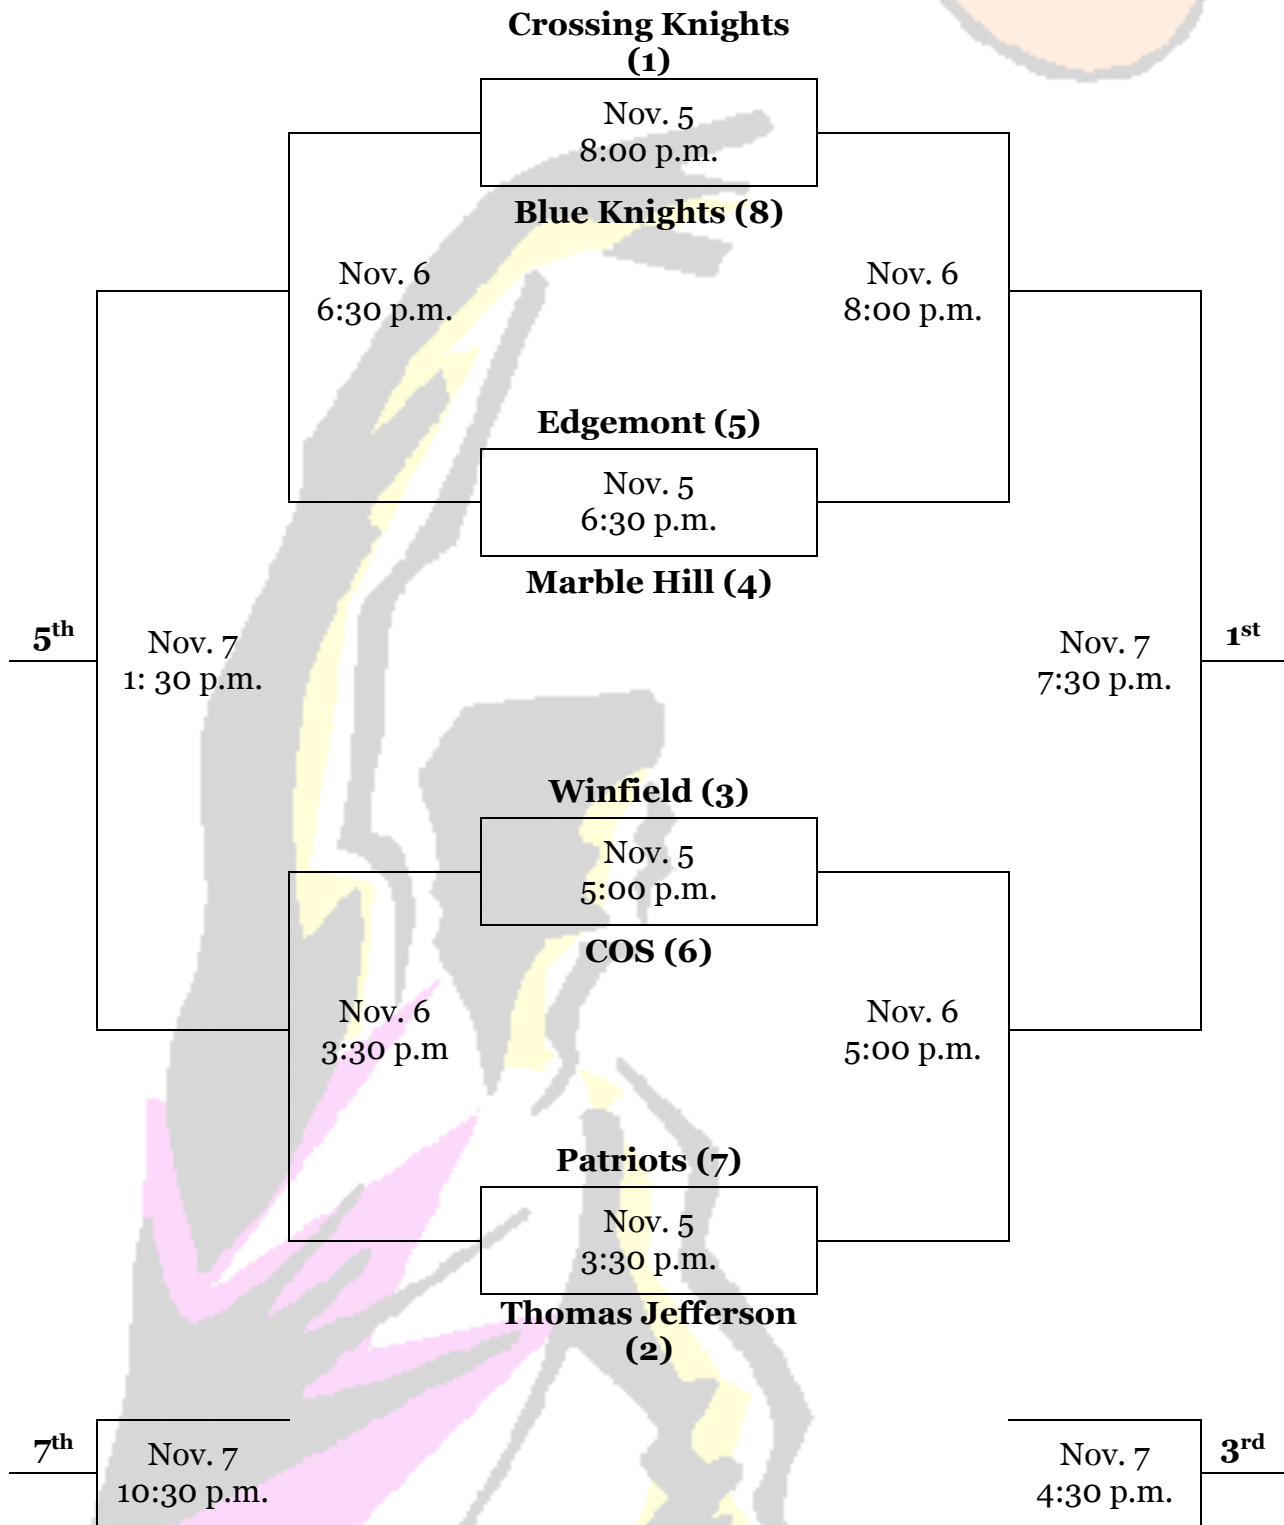 Crossing Knights
(1)
Nov. 5
8:00 p.m.
Blue Knights (8)
Nov. 6
6:30 p.m.
Nov. 6
8:00 p.m.
Edgemont (5)
Nov. 5
6:30 p.m.
Marble Hill (4)
5th
Nov. 7
1: 30 p.m.
Nov. 7
7:30 p.m.
1st
Winfield (3)
Nov. 5
5:00 p.m.
COS (6)
Nov. 6
3:30 p.m
Nov. 6
5:00 p.m.
Patriots (7)
Nov. 5
3:30 p.m.
Thomas Jefferson
(2)
7th
Nov. 7
10:30 p.m.
Nov. 7
4:30 p.m.
3rd